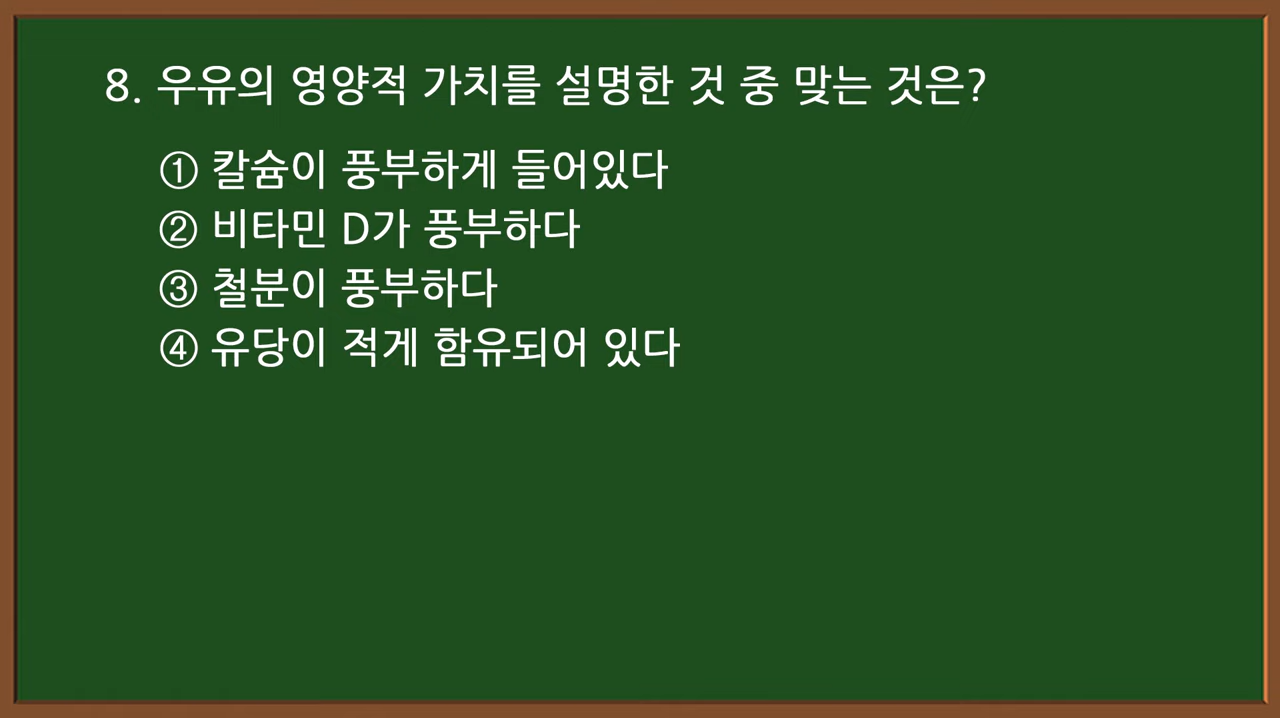 8. 우유의 영양적 가치를 설명한 것 중 맞는 것은?
① 칼슘이 풍부하게 들어있다
② 비타민 D가 풍부하다
③ 철분이 풍부하다
④ 유당이 적게 함유되어 있다